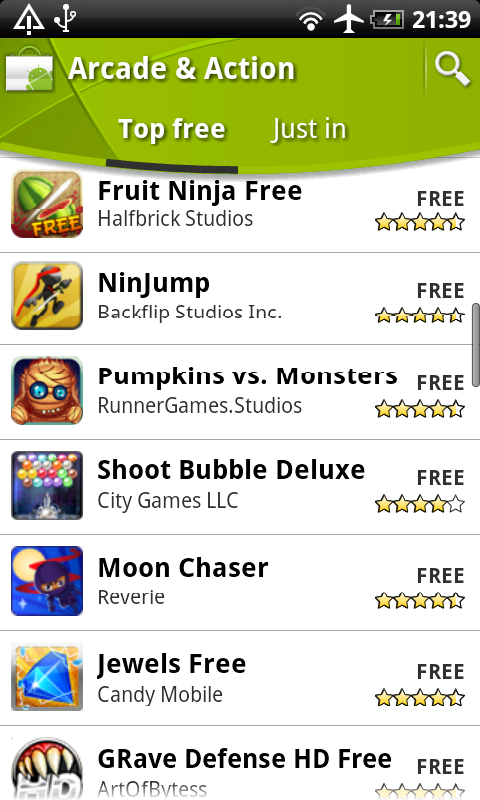 21:39
Arcade & Action
Top free
Just in
Fruit Ninja Free
Halfbrick Studios
FREE
FREE
NinJump
Backflip Studios Inc.
FREE
Pumpkins vs. Monsters
RunnerGames.Studios
FREE
Shoot Bubble Deluxe
City Games LLC
FREE
Moon Chaser
Reverie
FREE
Jewels Free
Candy Mobile
FREE
GRave Defense HD Free
ArtOfBytess
FREE
HD